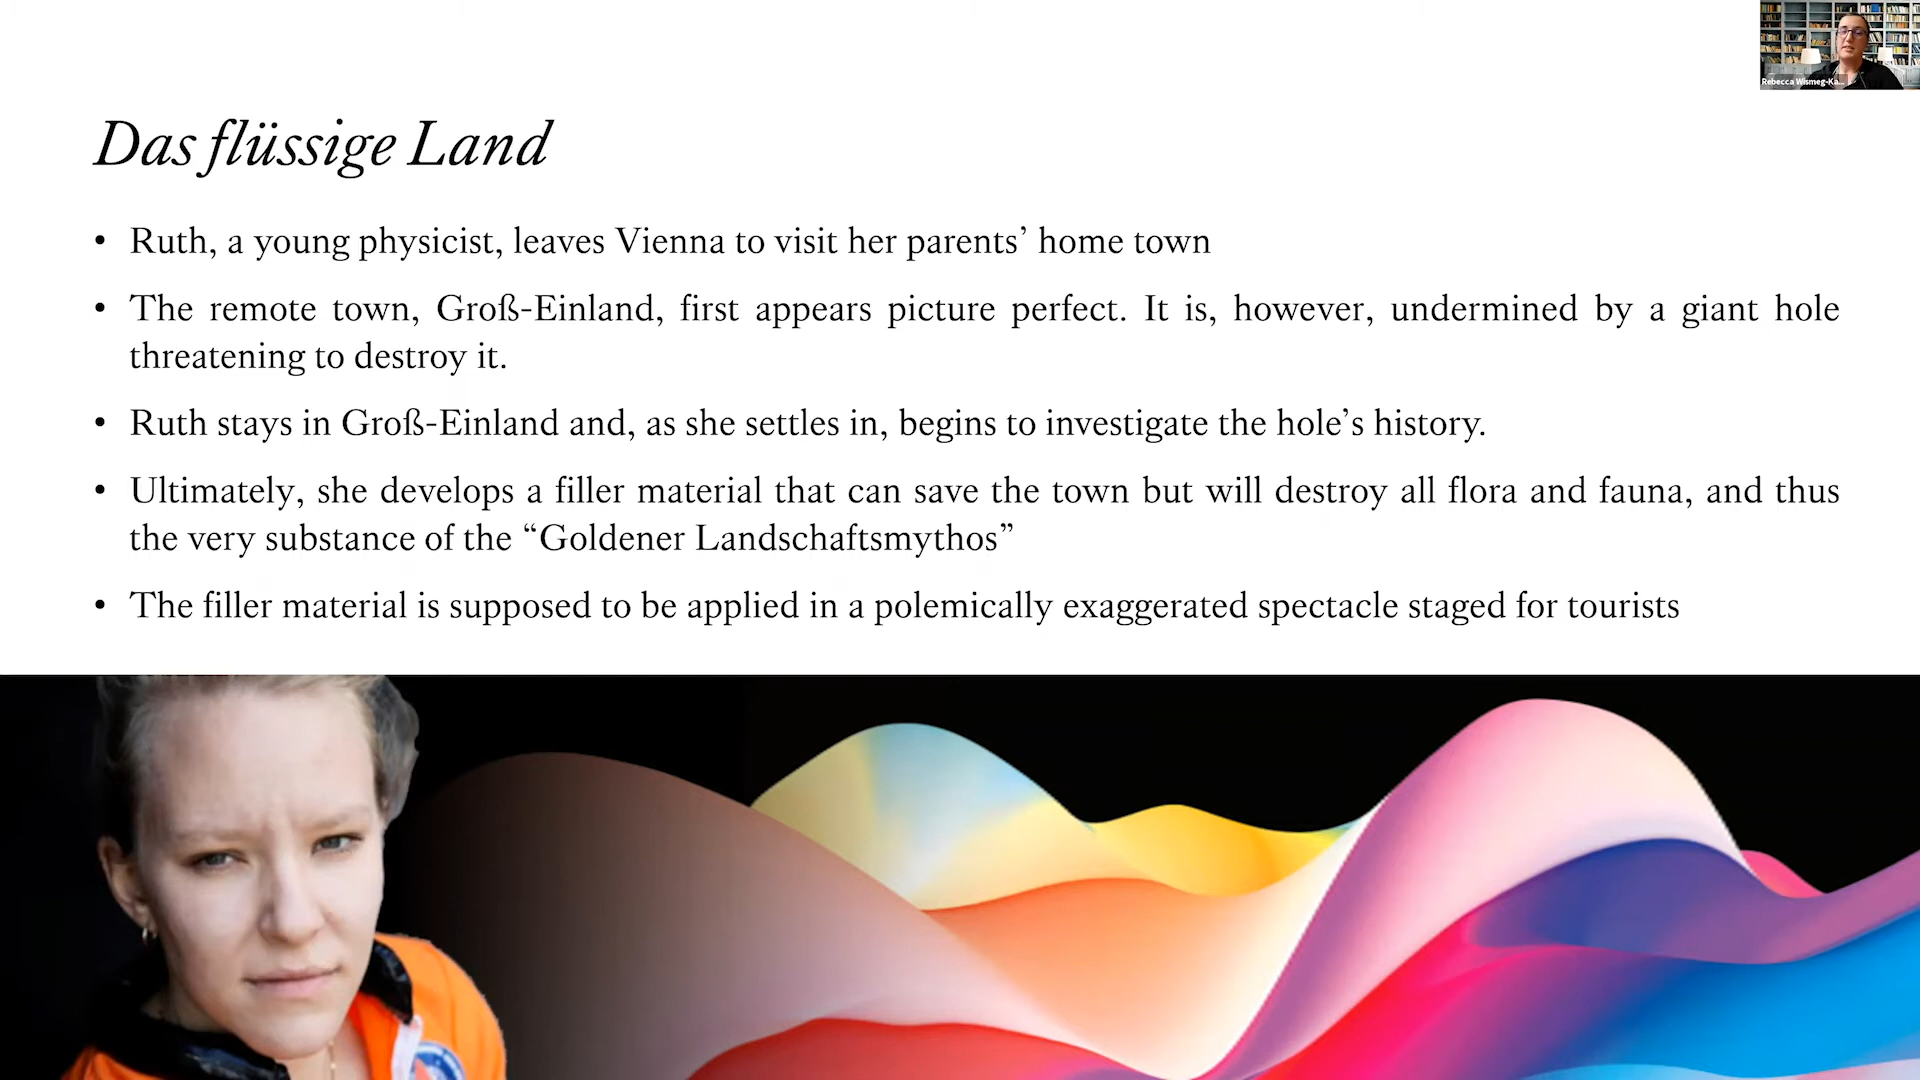 Rebecca Wismeg-Ka...
Das flüssige Land
• Ruth, a young physicist, leaves Vienna to visit her parents’ home town
• The remote town, Groß-Einland, first appears picture perfect. It is, however, undermined by a giant hole
threatening to destroy it.
• Ruth stays in Groß-Einland and, as she settles in, begins to investigate the hole’s history.
• Ultimately, she develops a filler material that can save the town but will destroy all flora and fauna, and thus
the very substance of the “Goldener Landschaftsmythos”
• The filler material is supposed to be applied in a polemically exaggerated spectacle staged for tourists